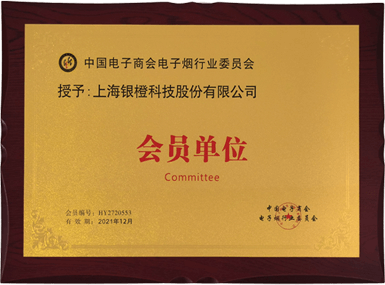 中国电子商会电子烟行业委员会
授予:上海银橙科技股份有限公司
会员单位
Committee
会员编号:HY2720553
有 效 期:2021年12月
中国电子商会
电子烟行业委员会